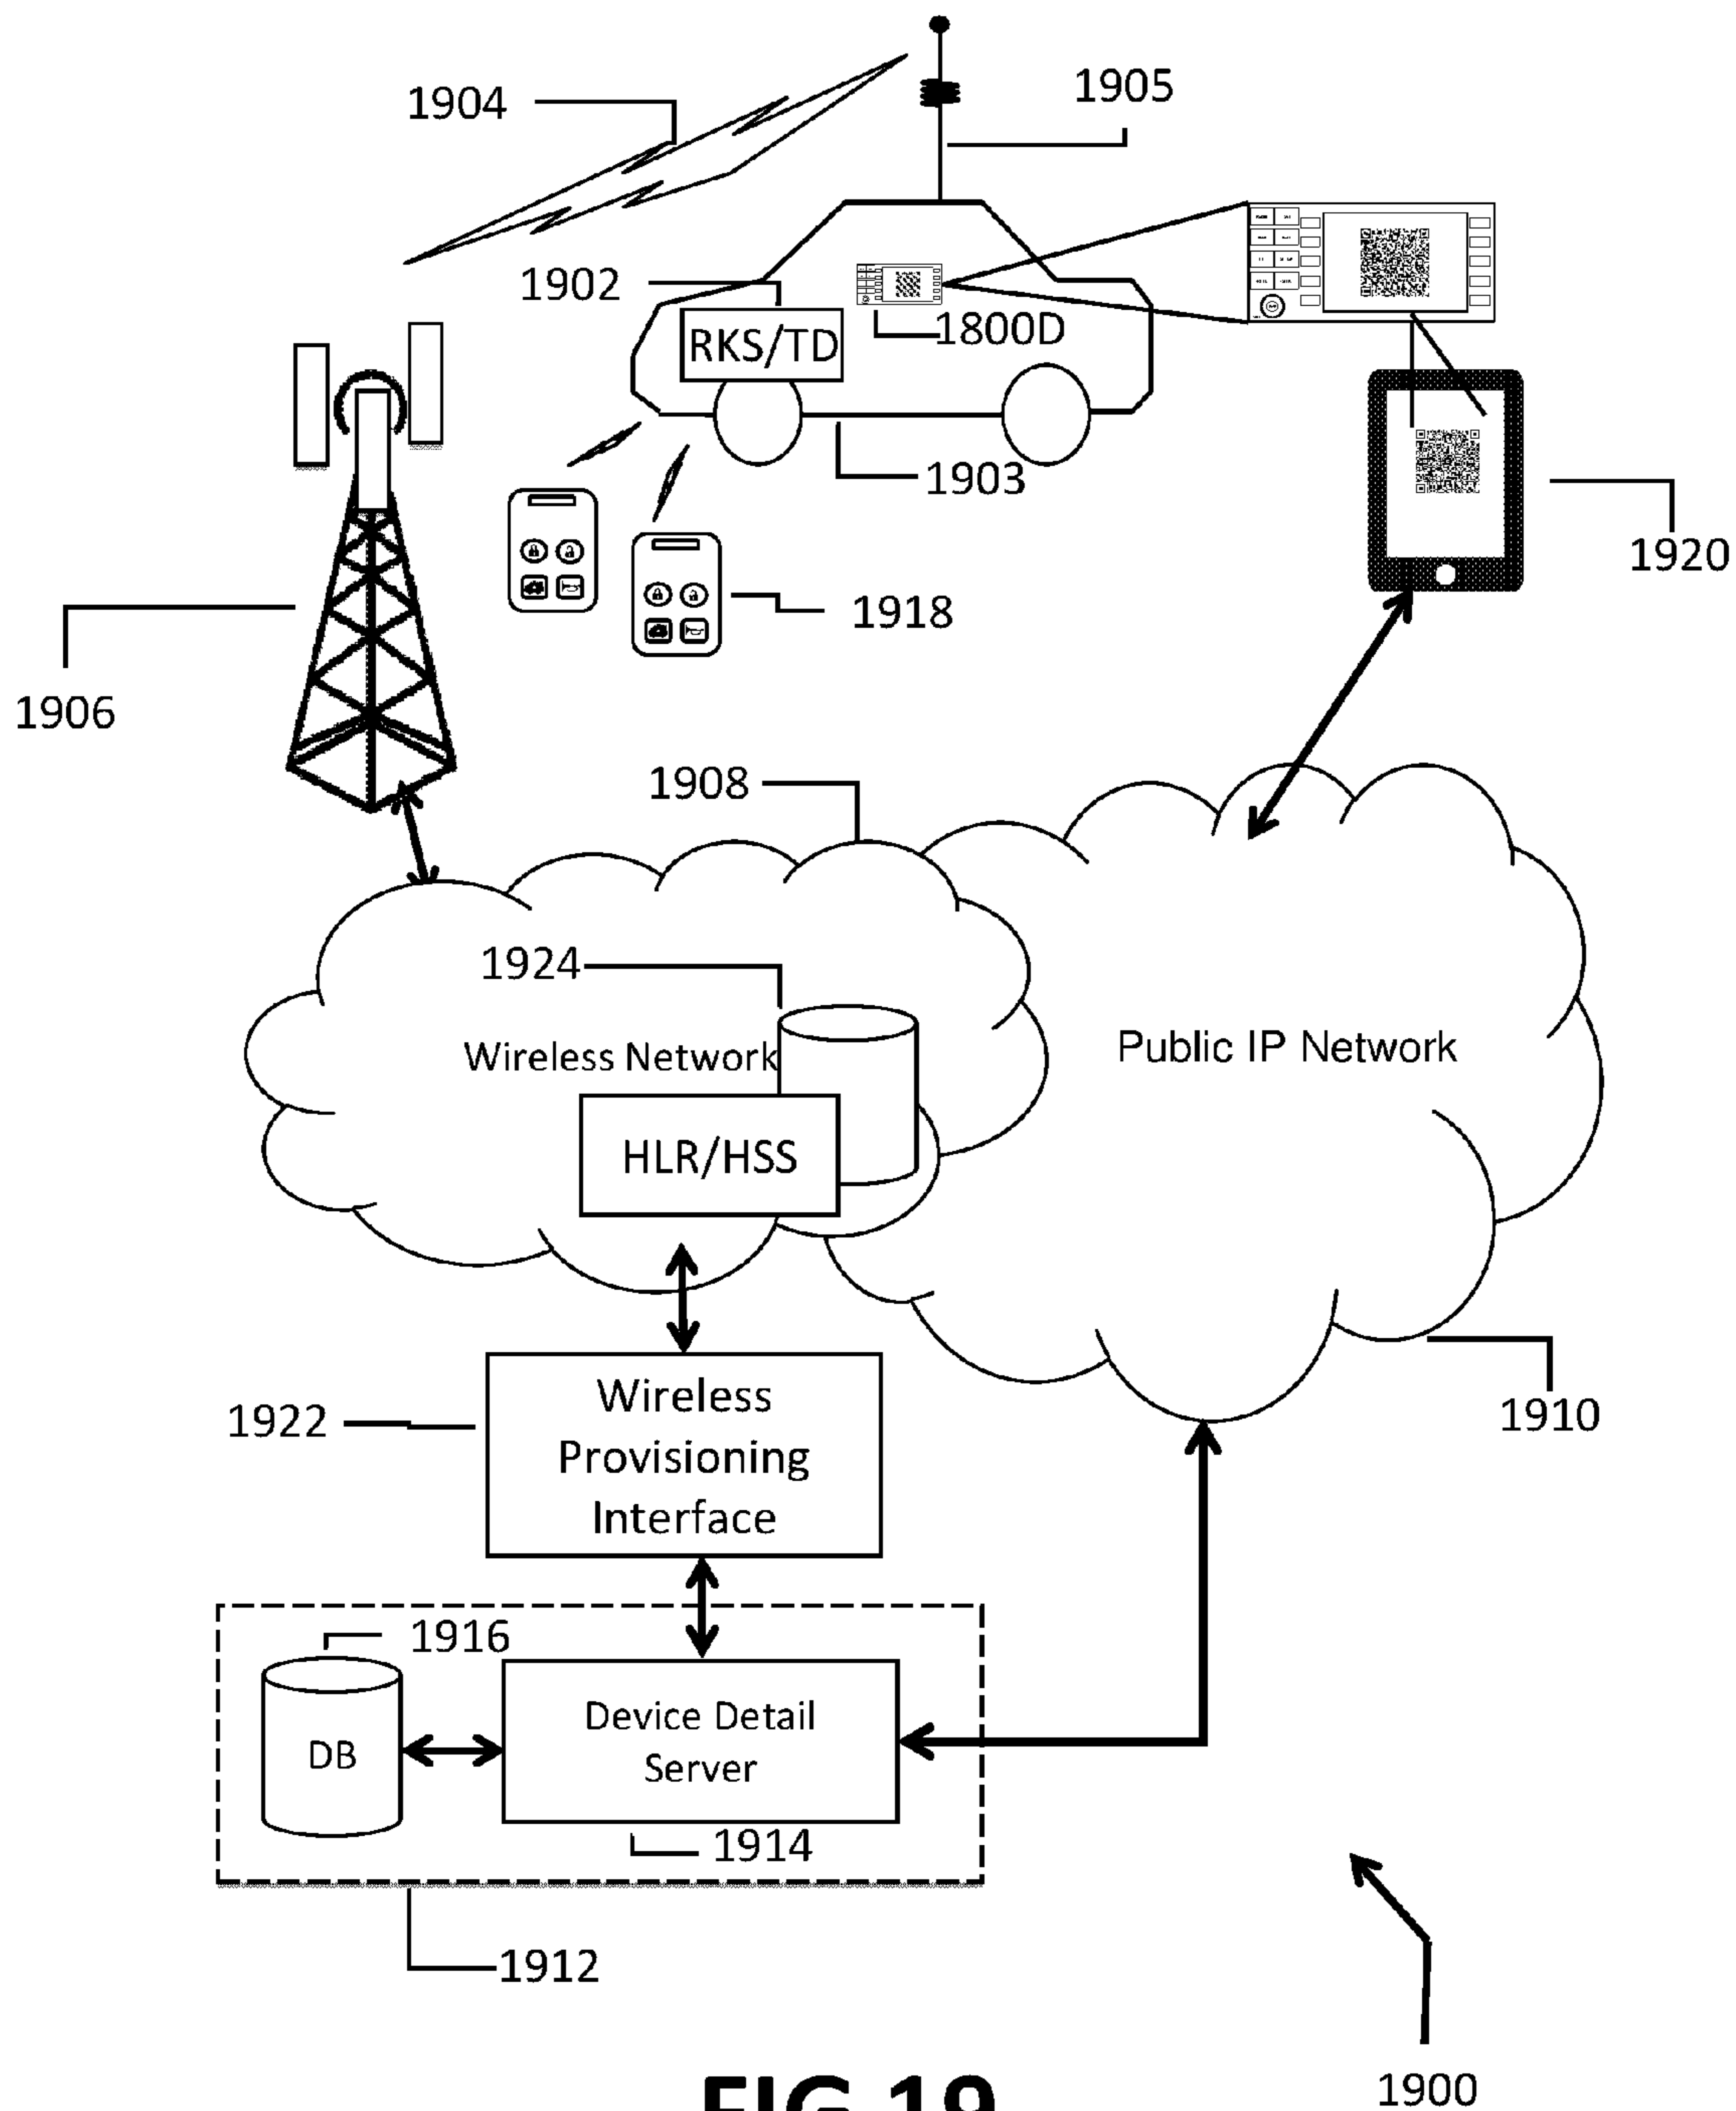 1904
1905
1902
RKS/TD
1800D
1903
1920
1918
1906
1908
1924
Wireless Network
Public IP Network
HLR/HSS
1922
Wireless
Provisioning
Interface
1910
1916
DB
Device Detail
Server
1914
1912
1900
FIG 19